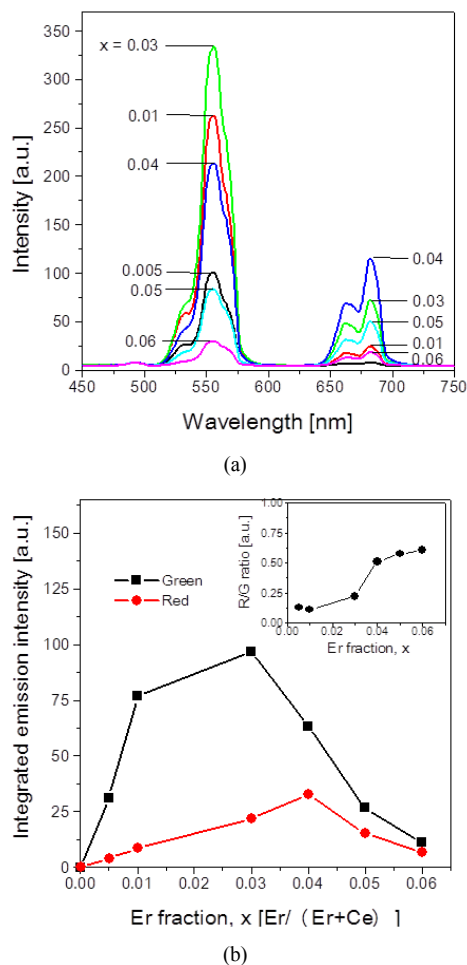 350
300
250
200
150
100
50
0
Intensity [a.u.]
x = 0.03
0.01
0.04
0.005
0.05
0.06
0.04
0.03
0.05
0.01
0.06
450 500 550 600 650 700 750
Wavelength [nm]
(a)
150
125
100
75
50
25
0
Integrated emission intensity [a.u.]
Green
Red
1.00
0.75
0.50
0.25
0.00
R/G ratio [a.u.]
0.00 0.02 0.04 0.06
Er fraction, x
0.00 0.01 0.02 0.03 0.04 0.05 0.06
Er fraction, x [Er/ (Er+Ce) ]
(b)